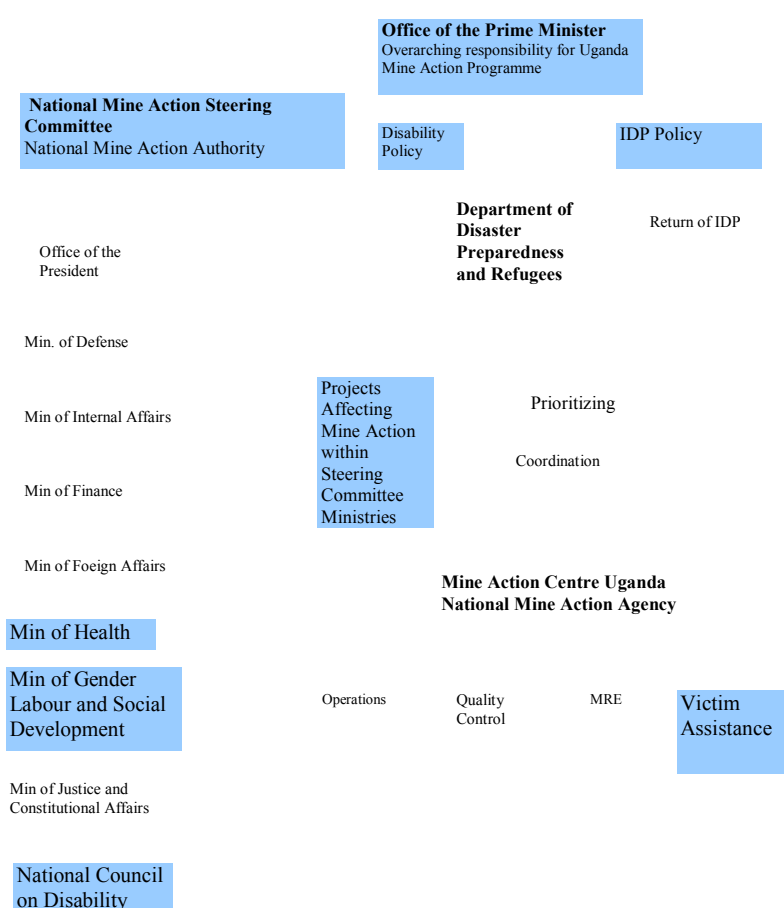 Office of the Prime Minister
Overarching responsibility for Uganda
Mine Action Programme
National Mine Action Steering
Committee
National Mine Action Authority
Disability
Policy
IDP Policy
Department of
Disaster
Preparedness
and Refugees
Return of IDP
Office of the
President
Min. of Defense
Projects
Affecting
Mine Action
within
Steering
Committee
Ministries
Prioritizing
Min of Internal Affairs
Coordination
Min of Finance
Min of Foeign Affairs
Mine Action Centre Uganda
National Mine Action Agency
Min of Health
Min of Gender
Labour and Social
Development
Operations
Quality
Control
MRE
Victim
Assistance
Min of Justice and
Constitutional Affairs
National Council
on Disability